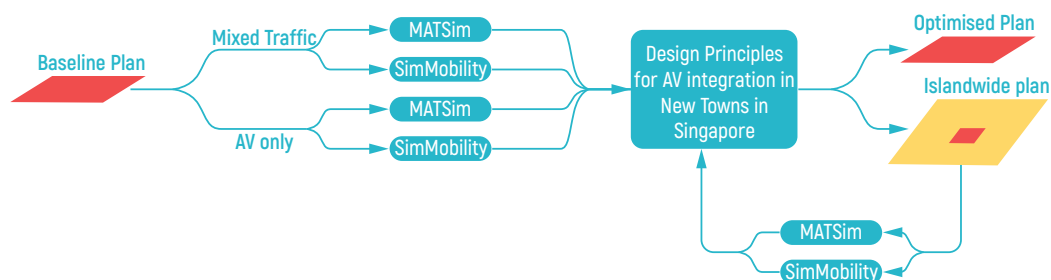 Baseline Plan
Mixed Traffic
AV only
MATSim
SimMobility
MATSim
SimMobility
Design Principles
for AV integration in
New Towns in
Singapore
Optimised Plan
Islandwide plan
MATSim
SimMobility